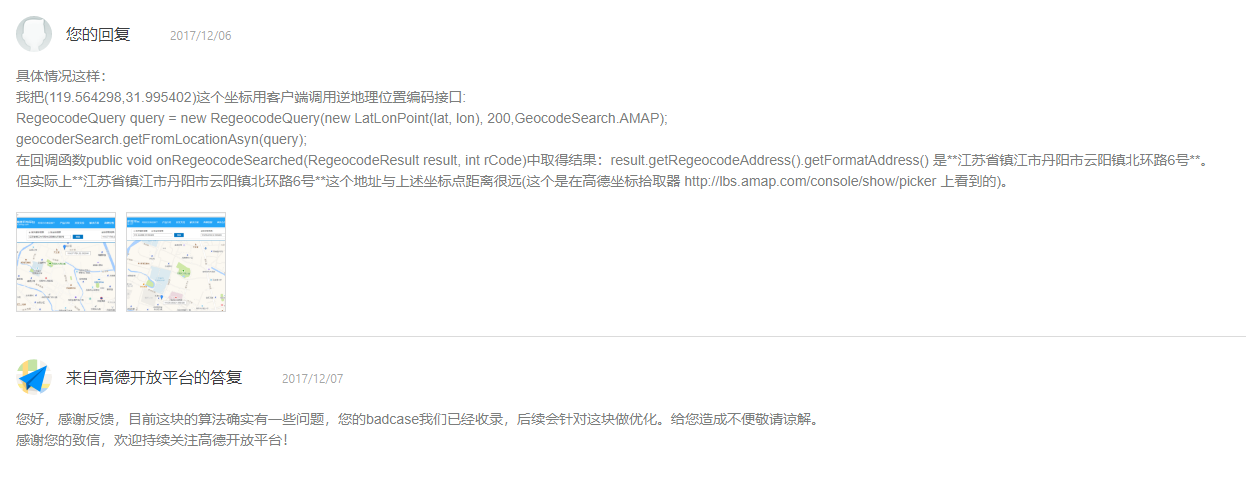 您的回复 2017/12/06
具体情况这样：
我把(119.564298,31.995402)这个坐标用客户端调用逆地理位置编码接口:
RegeocodeQuery query = new RegeocodeQuery(new LatLonPoint(lat, lon), 200,GeocodeSearch.AMAP);
geocoderSearch.getFromLocationAsyn(query);
在回调函数public void onRegeocodeSearched(RegeocodeResult result, int rCode)中取得结果：result.getRegeocodeAddress().getFormatAddress() 是**江苏省镇江市丹阳市云阳镇北环路6号**。
但实际上**江苏省镇江市丹阳市云阳镇北环路6号**这个地址与上述坐标点距离很远(这个是在高德坐标拾取器 http://lbs.amap.com/console/show/picker 上看到的)。
来自高德开放平台的答复 2017/12/07
您好，感谢反馈，目前这块的算法确实有一些问题，您的badcase我们已经收录，后续会针对这块做优化。给您造成不便敬请谅解。
感谢您的致信，欢迎持续关注高德开放平台！